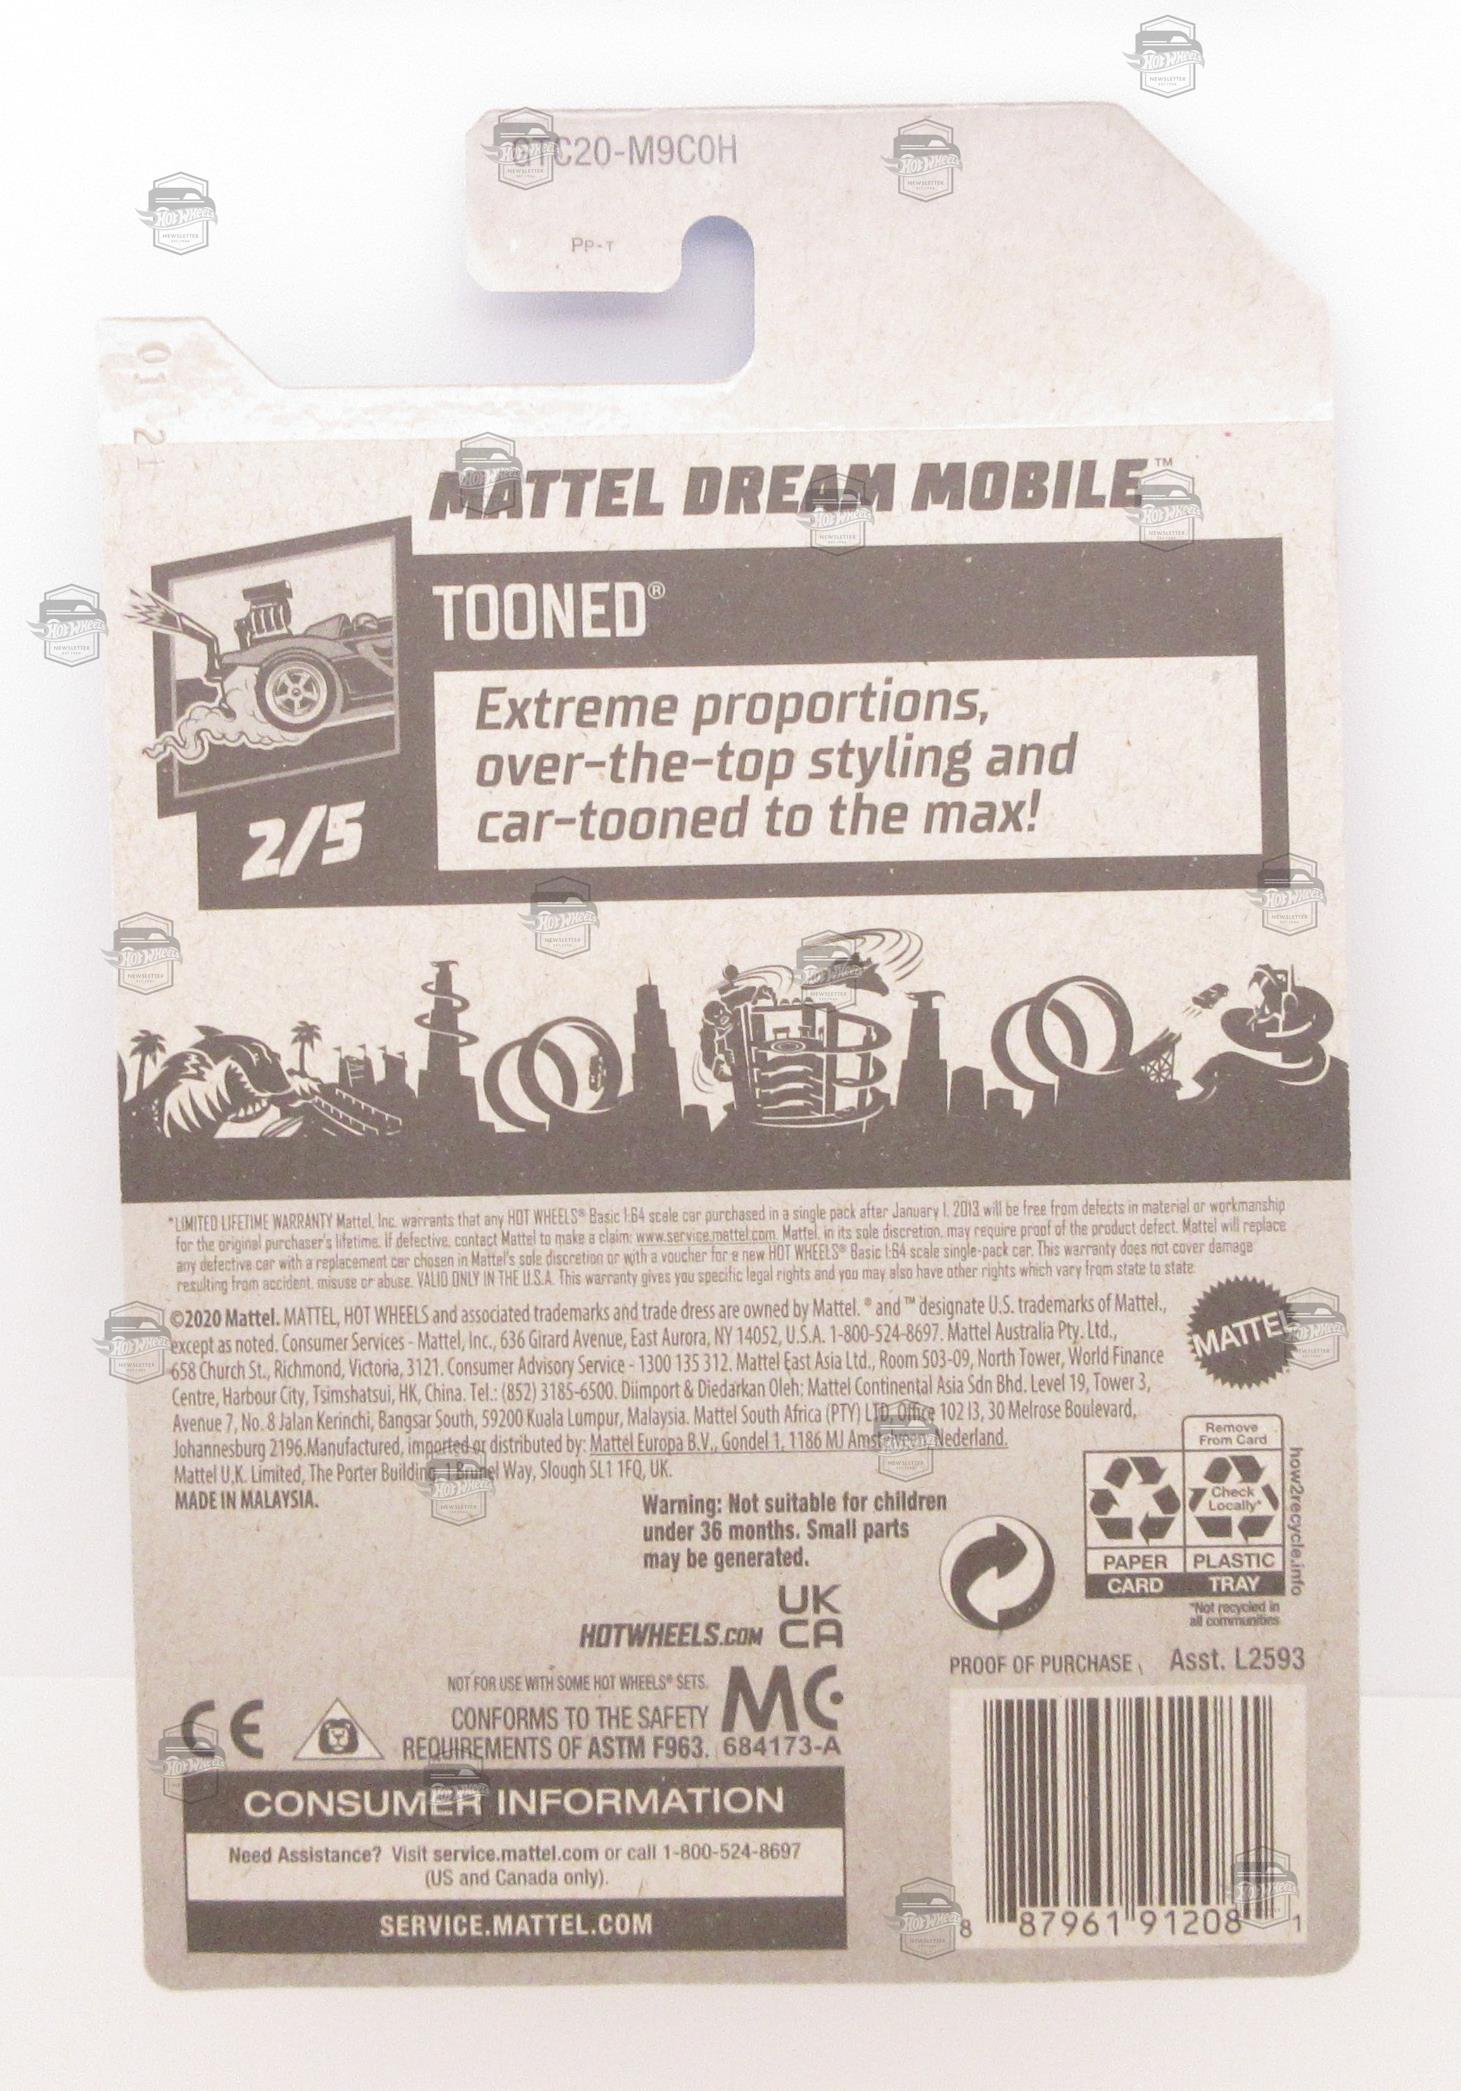 GTC20-M9C0H
PP-T
01 21
MATTEL DREAM MOBILE™
TOONED®
Extreme proportions,
over-the-top styling and
car-tooned to the max!
2/5
*LIMITED LIFETIME WARRANTY Mattel, Inc. warrants that any HOT WHEELS® Basic 1:64 scale car purchased in a single pack after January 1, 2013 will be free from defects in material or workmanship
for the original purchaser's lifetime. If defective, contact Mattel to make a claim: www.service.mattel.com. Mattel, in its sole discretion, may require proof of the product defect. Mattel will replace
any defective car with a replacement car chosen in Mattel's sole discretion or with a voucher for a new HOT WHEELS® Basic 1:64 scale single-pack car. This warranty does not cover damage
resulting from accident, misuse or abuse. VALID ONLY IN THE U.S.A. This warranty gives you specific legal rights and you may also have other rights which vary from state to state.
©2020 Mattel. MATTEL, HOT WHEELS and associated trademarks and trade dress are owned by Mattel. ® and ™ designate U.S. trademarks of Mattel.,
except as noted. Consumer Services - Mattel, Inc., 636 Girard Avenue, East Aurora, NY 14052, U.S.A. 1-800-524-8697. Mattel Australia Pty. Ltd.,
658 Church St., Richmond, Victoria, 3121. Consumer Advisory Service - 1300 135 312. Mattel East Asia Ltd., Room 503-09, North Tower, World Finance
Centre, Harbour City, Tsimshatsui, HK, China. Tel.: (852) 3185-6500. Diimport & Diedarkan Oleh: Mattel Continental Asia Sdn Bhd. Level 19, Tower 3,
Avenue 7, No. 8 Jalan Kerinchi, Bangsar South, 59200 Kuala Lumpur, Malaysia. Mattel South Africa (PTY) LTD, Office 102 I3, 30 Melrose Boulevard,
Johannesburg 2196.Manufactured, imported or distributed by: Mattel Europa B.V., Gondel 1, 1186 MJ Amstelveen, Nederland.
Mattel U.K. Limited, The Porter Building, 1 Brunel Way, Slough SL1 1FQ, UK.
MADE IN MALAYSIA.
MATTEL
Warning: Not suitable for children
under 36 months. Small parts
may be generated.
Remove
From Card
Check
Locally*
PAPER
PLASTIC
CARD
TRAY
how2recycle.info
*Not recycled in
all communities
UK
CA
HOTWHEELS.COM
NOT FOR USE WITH SOME HOT WHEELS® SETS.
CONFORMS TO THE SAFETY
REQUIREMENTS OF ASTM F963.
MC
684173-A
CE
PROOF OF PURCHASE
Asst. L2593
CONSUMER INFORMATION
Need Assistance? Visit service.mattel.com or call 1-800-524-8697
(US and Canada only).
SERVICE.MATTEL.COM
8 87961 91208 1
HOT WHEELS
NEWSLETTER